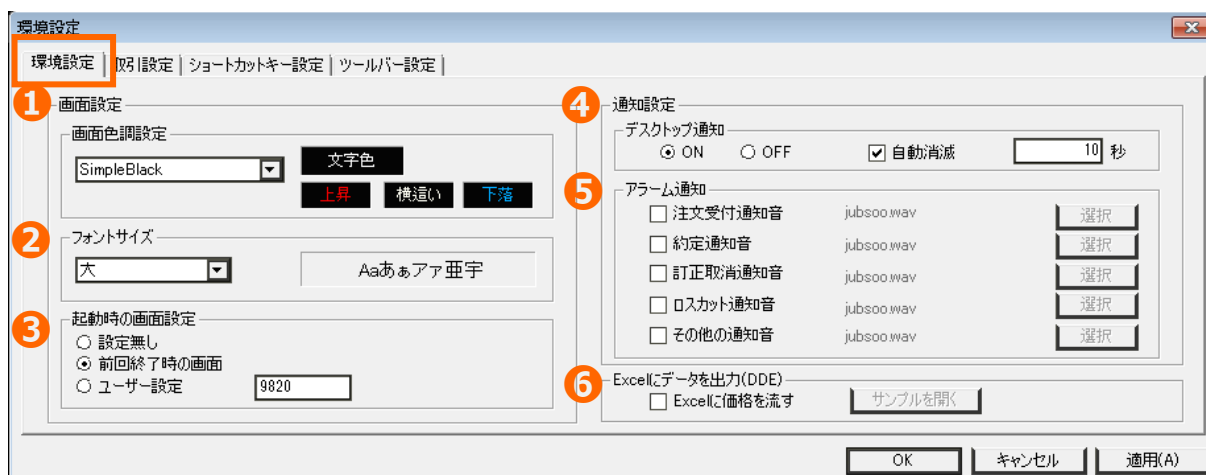 環境設定
環境設定 取引設定 ショートカットキー設定 ツールバー設定
1 画面設定
画面色調設定
SimpleBlack
文字色
上昇 横這い 下落
2 フォントサイズ
大
Aaあぁアァ亜宇
3 起動時の画面設定
設定無し
前回終了時の画面
ユーザー設定 9820
4 通知設定
デスクトップ通知
ON OFF 自動消滅 10 秒
5 アラーム通知
注文受付通知音 jubsoo.wav 選択
約定通知音 jubsoo.wav 選択
訂正取消通知音 jubsoo.wav 選択
ロスカット通知音 jubsoo.wav 選択
その他の通知音 jubsoo.wav 選択
6 Excelにデータを出力(DDE)
Excelに価格を流す サンプルを開く
OK キャンセル 適用(A)